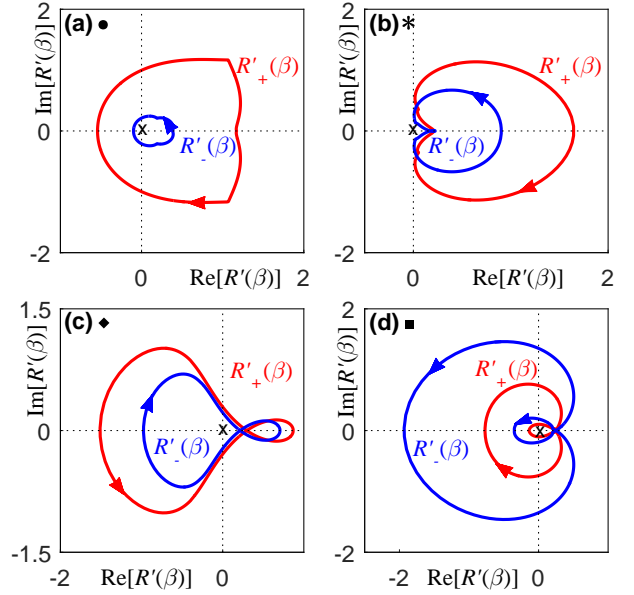 (a) ● (b) *
2 2
R'₊(β) R'₊(β)
Im[R'(β)] 0 x Im[R'(β)] 0 x
R'₋(β) R'₋(β)
-2 -2
0 Re[R'(β)] 2 0 Re[R'(β)] 2
(c) ◆ (d) ■
1.5 2
R'₊(β) R'₊(β)
Im[R'(β)] 0 x Im[R'(β)] 0 x
R'₋(β) R'₋(β)
-1.5 -2
-2 Re[R'(β)] 0 -2 Re[R'(β)] 0